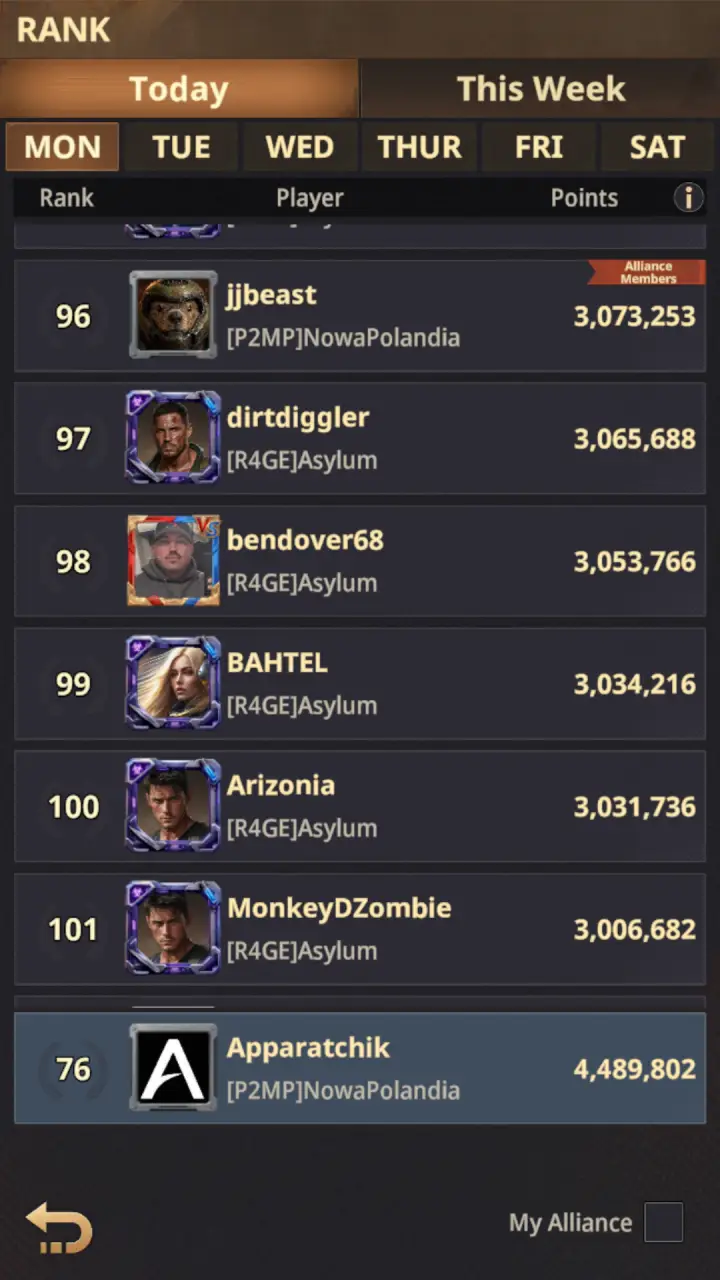 RANK
Today
This Week
MON
TUE
WED
THUR
FRI
SAT
Rank
Player
Points
i
Alliance
Members
96
jjbeast
[P2MP]NowaPolandia
3,073,253
97
dirtdiggler
[R4GE]Asylum
3,065,688
VS
98
bendover68
[R4GE]Asylum
3,053,766
99
BAHTEL
[R4GE]Asylum
3,034,216
100
Arizonia
[R4GE]Asylum
3,031,736
101
MonkeyDZombie
[R4GE]Asylum
3,006,682
76
A
Apparatchik
[P2MP]NowaPolandia
4,489,802
My Alliance